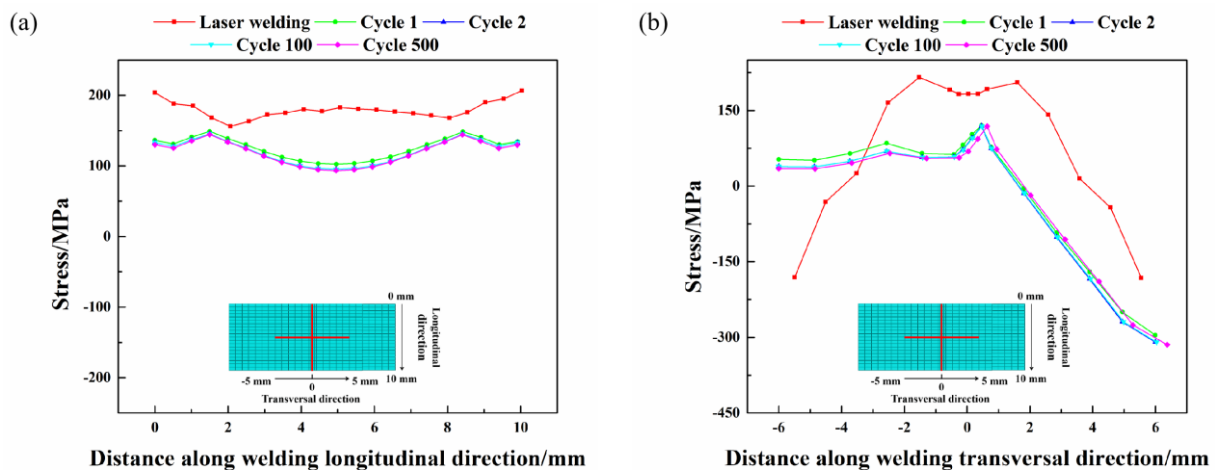 (a)
Laser welding
Cycle 1
Cycle 2
Cycle 100
Cycle 500
Stress/MPa
200
100
0
-100
-200
0 mm
Longitudinal
direction
10 mm
-5 mm
0
5 mm
Transversal direction
0 2 4 6 8 10
Distance along welding longitudinal direction/mm
(b)
Laser welding
Cycle 1
Cycle 2
Cycle 100
Cycle 500
Stress/MPa
150
0
-150
-300
-450
0 mm
Longitudinal
direction
10 mm
-5 mm
0
5 mm
Transversal direction
-6 -4 -2 0 2 4 6
Distance along welding transversal direction/mm